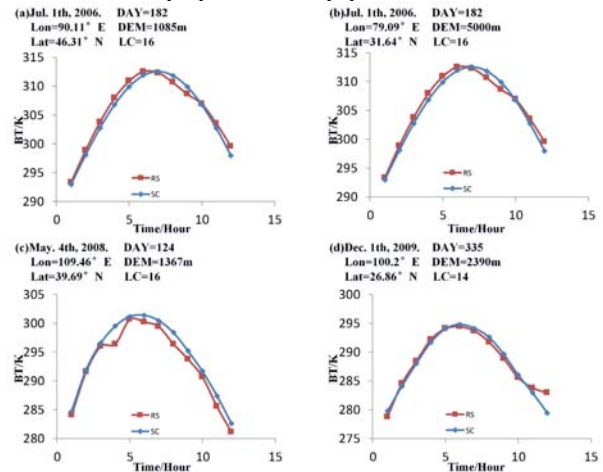 (a)Jul. 1th, 2006. DAY=182
Lon=90.11° E DEM=1085m
Lat=46.31° N LC=16
315
310
305
300
295
290
BT/K
RS
SC
0 5 10 15
Time/Hour
(b)Jul. 1th, 2006. DAY=182
Lon=79.09° E DEM=5000m
Lat=31.64° N LC=16
315
310
305
300
295
290
BT/K
RS
SC
0 5 10 15
Time/Hour
(c)May. 4th, 2008. DAY=124
Lon=109.46° E DEM=1367m
Lat=39.69° N LC=16
305
300
295
290
285
280
BT/K
RS
SC
0 5 10 15
Time/Hour
(d)Dec. 1th, 2009. DAY=335
Lon=100.2° E DEM=2390m
Lat=26.86° N LC=14
300
295
290
285
280
275
BT/K
RS
SC
0 5 10 15
Time/Hour